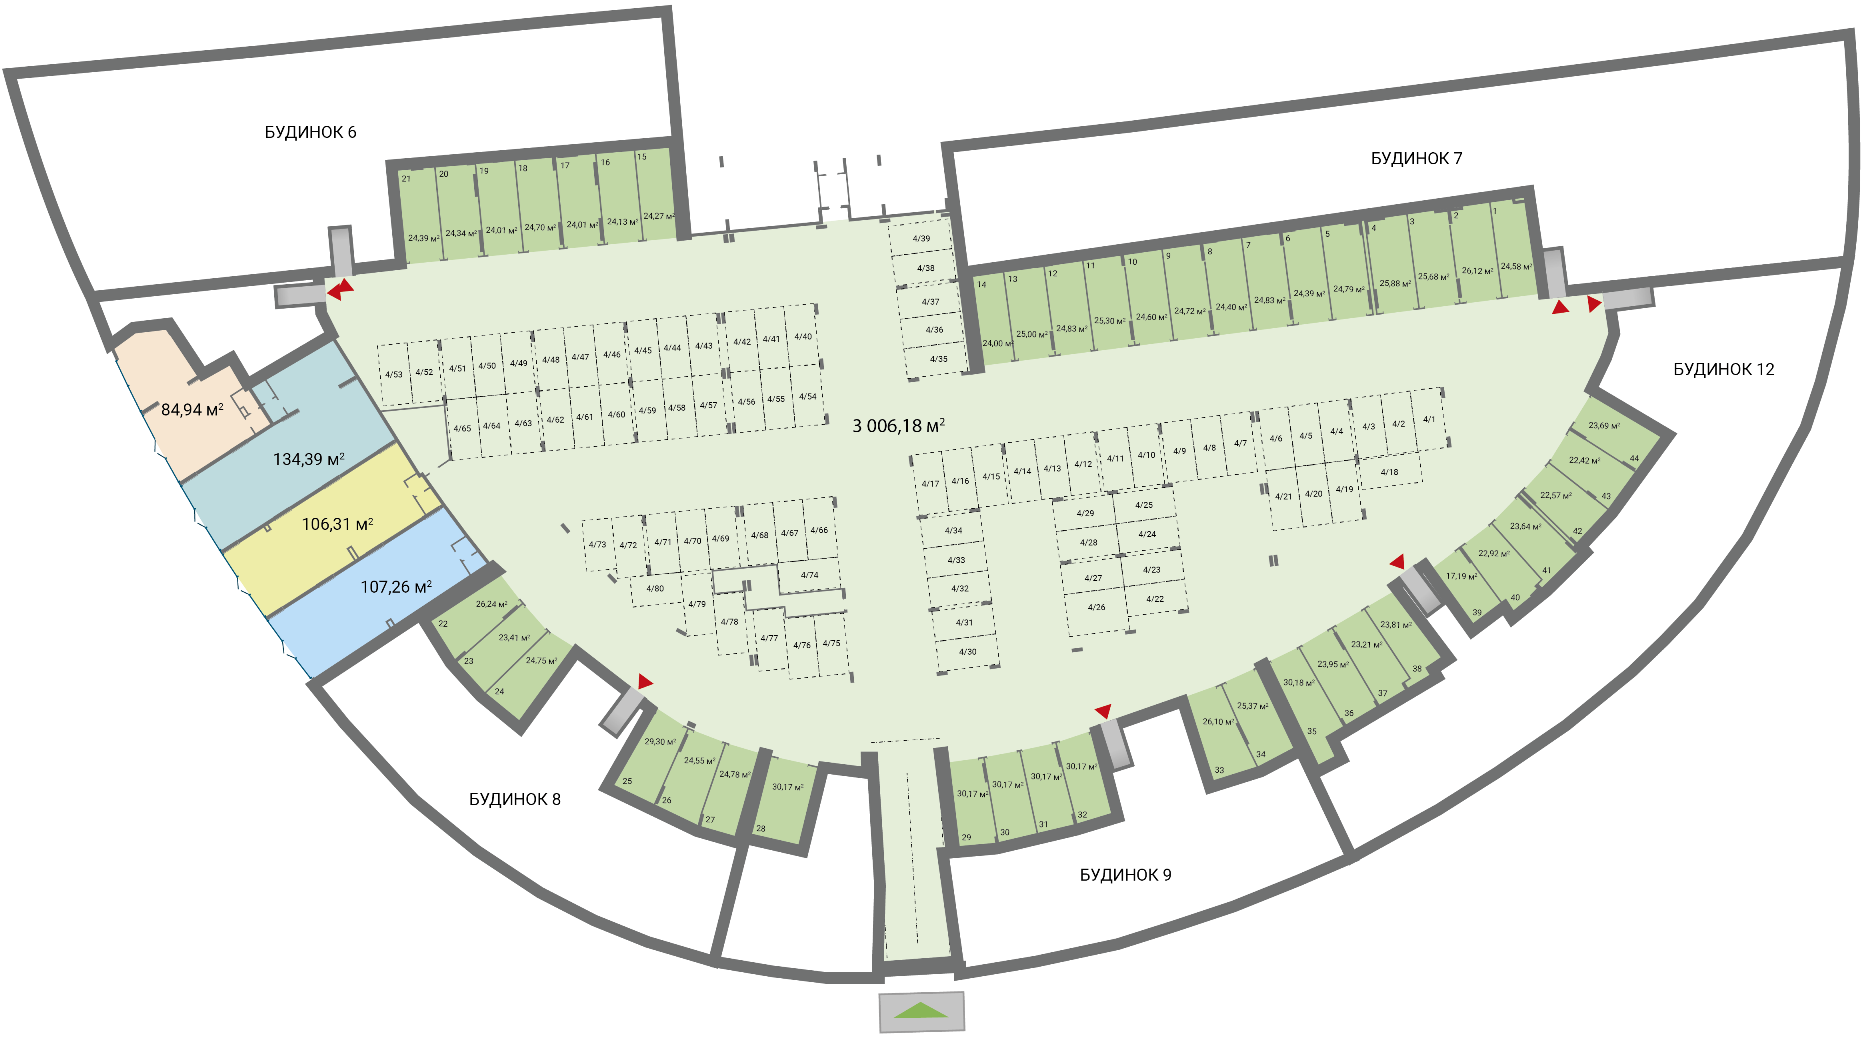 БУДИНОК 6
БУДИНОК 7
21
20
19
18
17
16
15
24,39 м²
24,34 м²
24,01 м²
24,70 м²
24,01 м²
24,13 м²
24,27 м²
14
13
12
11
10
9
8
7
6
5
4
3
2
1
24,00 м²
25,00 м²
24,83 м²
25,30 м²
24,60 м²
24,72 м²
24,40 м²
24,83 м²
24,39 м²
24,79 м²
25,88 м²
25,68 м²
26,12 м²
24,58 м²
4/39
4/38
4/37
4/36
4/35
4/53
4/52
4/51
4/50
4/49
4/48
4/47
4/46
4/45
4/44
4/43
4/42
4/41
4/40
4/65
4/64
4/63
4/62
4/61
4/60
4/59
4/58
4/57
4/56
4/55
4/54
БУДИНОК 12
84,94 м²
134,39 м²
106,31 м²
107,26 м²
3 006,18 м²
4/17
4/16
4/15
4/14
4/13
4/12
4/11
4/10
4/9
4/8
4/7
4/6
4/5
4/4
4/3
4/2
4/1
4/21
4/20
4/19
4/18
4/34
4/33
4/32
4/31
4/30
4/29
4/25
4/28
4/24
4/27
4/23
4/26
4/22
4/73
4/72
4/71
4/70
4/69
4/68
4/67
4/66
4/80
4/79
4/78
4/77
4/76
4/75
4/74
23,69 м²
44
22,42 м²
43
22,57 м²
42
23,64 м²
41
22,92 м²
40
17,19 м²
39
23,81 м²
38
23,21 м²
37
23,95 м²
36
30,18 м²
35
25,37 м²
34
26,10 м²
33
26,24 м²
22
23,41 м²
23
24,75 м²
24
29,30 м²
25
24,55 м²
26
24,78 м²
27
30,17 м²
28
30,17 м²
29
30,17 м²
30
30,17 м²
31
30,17 м²
32
БУДИНОК 8
БУДИНОК 9